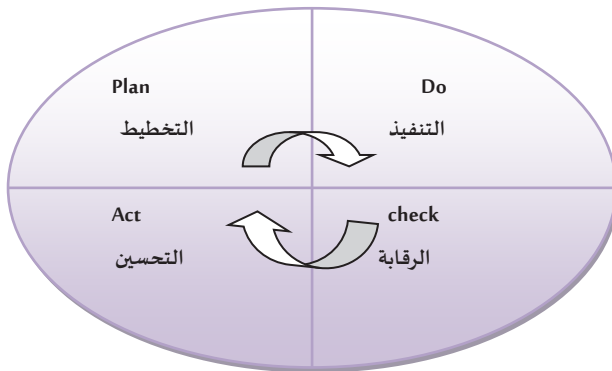 Plan
التخطيط
Do
التنفيذ
Act
التحسين
check
الرقابة